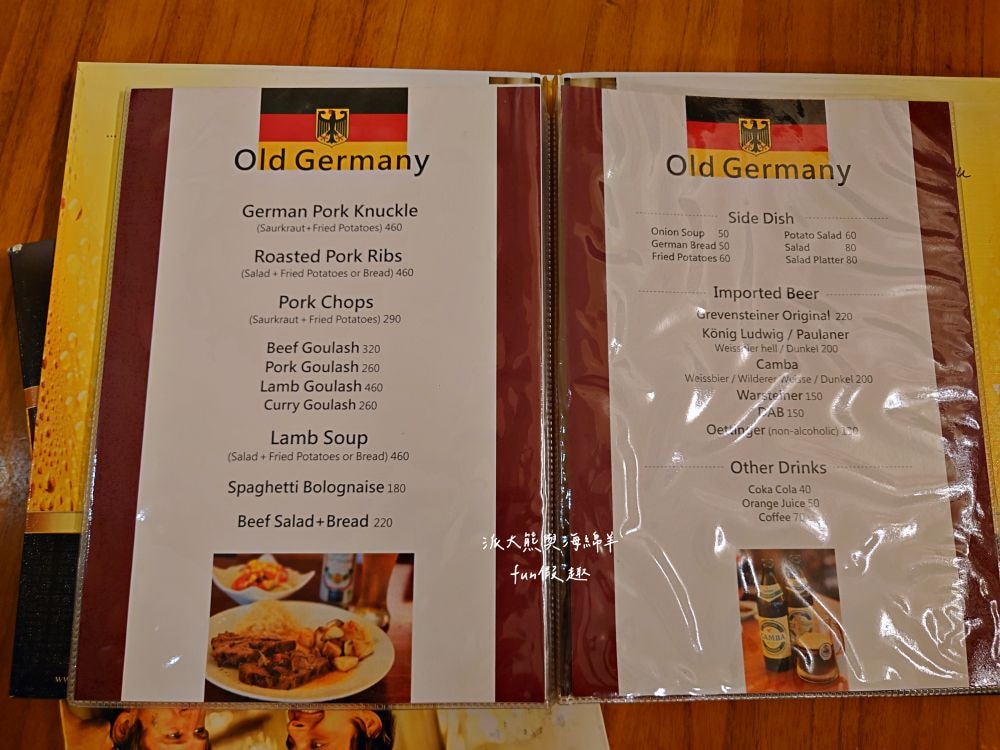 Old Germany
German Pork Knuckle
(Saurkraut+Fried Potatoes) 460
Roasted Pork Ribs
(Salad + Fried Potatoes or Bread) 460
Pork Chops
(Saurkraut + Fried Potatoes) 290
Beef Goulash 320
Pork Goulash 260
Lamb Goulash 460
Curry Goulash 260
Lamb Soup
(Salad + Fried Potatoes or Bread) 460
Spaghetti Bolognaise 180
Beef Salad+Bread 220
Old Germany
Side Dish
Onion Soup 50
German Bread 50
Fried Potatoes 60
Potato Salad 60
Salad 80
Salad Platter 80
Imported Beer
Grevensteiner Original 220
König Ludwig / Paulaner
Weissbier hell / Dunkel 200
Camba
Weissbier / Wilderer Weisse / Dunkel 200
Warsteiner 150
DAB 150
Oettinger (non-alcoholic)
Other Drinks
Coka Cola 40
Orange Juice 50
Coffee 70
CAMBA
派大熊與海綿羊
fun假趣